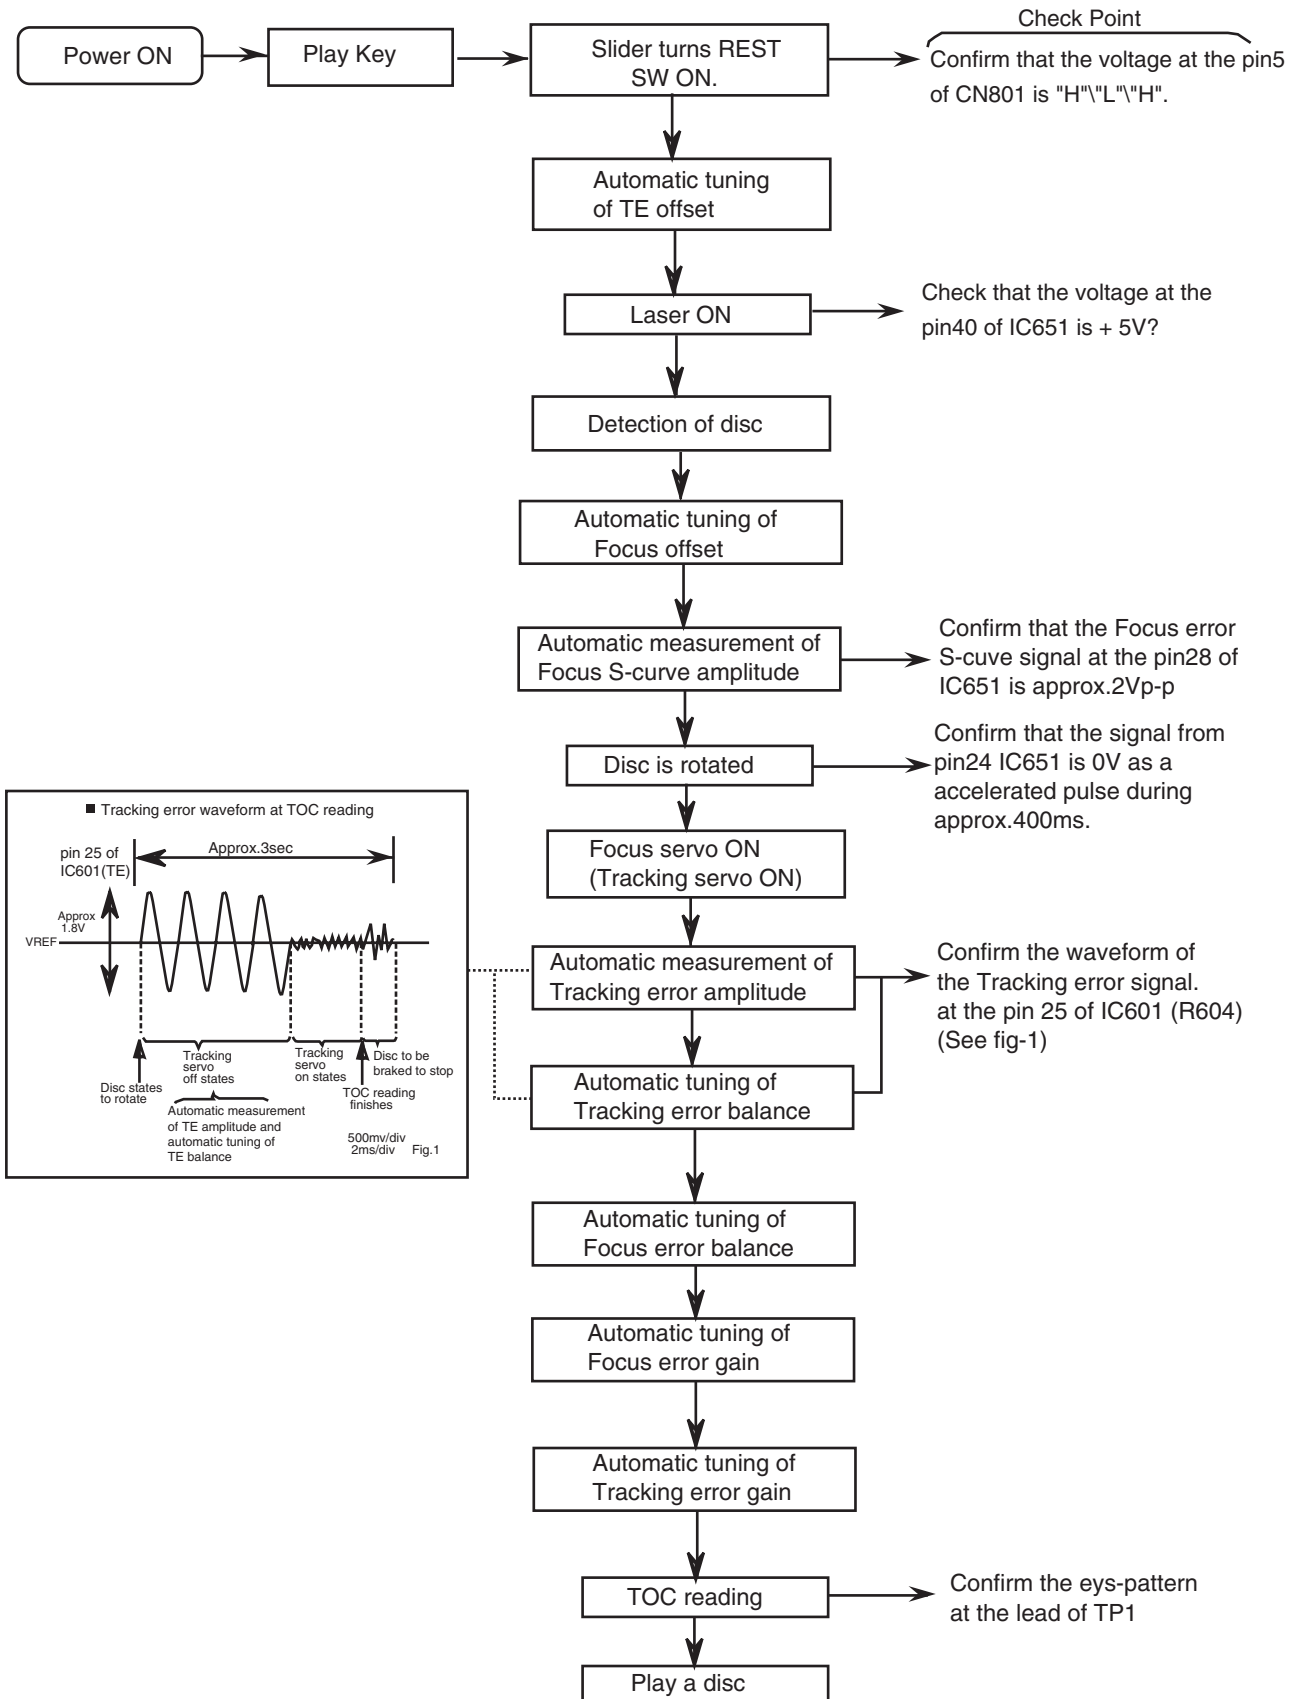 Check Point
Power ON
Play Key
Slider turns REST
SW ON.
Confirm that the voltage at the pin5
of CN801 is "H"\"L"\"H".
Automatic tuning
of TE offset
Laser ON
Check that the voltage at the
pin40 of IC651 is + 5V?
Detection of disc
Automatic tuning of
Focus offset
Automatic measurement of
Focus S-curve amplitude
Confirm that the Focus error
S-cuve signal at the pin28 of
IC651 is approx.2Vp-p
Disc is rotated
Confirm that the signal from
pin24 IC651 is 0V as a
accelerated pulse during
approx.400ms.
Focus servo ON
(Tracking servo ON)
■ Tracking error waveform at TOC reading
pin 25 of
IC601(TE)
Approx.3sec
Approx
1.8V
VREF
Disc states
to rotate
Tracking
servo
off states
Tracking
servo
on states
Disc to be
braked to stop
TOC reading
finishes
Automatic measurement
of TE amplitude and
automatic tuning of
TE balance
500mv/div
2ms/div
Fig.1
Automatic measurement of
Tracking error amplitude
Confirm the waveform of
the Tracking error signal.
at the pin 25 of IC601 (R604)
(See fig-1)
Automatic tuning of
Tracking error balance
Automatic tuning of
Focus error balance
Automatic tuning of
Focus error gain
Automatic tuning of
Tracking error gain
TOC reading
Confirm the eys-pattern
at the lead of TP1
Play a disc